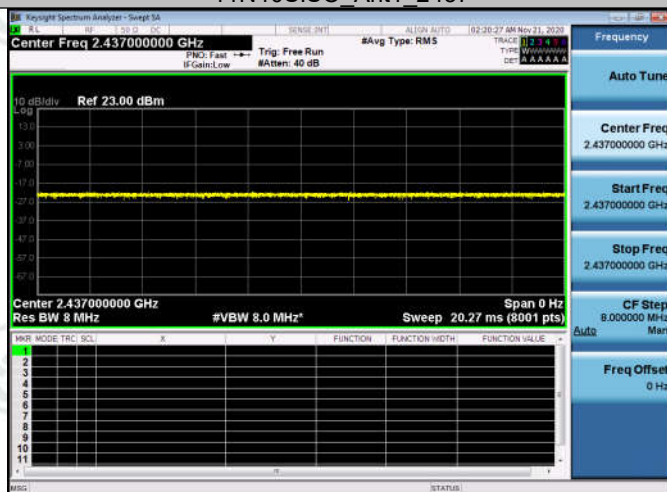 Keysight Spectrum Analyzer - Swept SA
RL RF 50 Ω DC SENSE:INT ALIGN AUTO 02:20:27 AM Nov 21, 2020
Center Freq 2.437000000 GHz
PNO: Fast
IFGain:Low
Trig: Free Run
#Atten: 40 dB
#Avg Type: RMS
TRACE 1 2 3 4 5 6
TYPE
DET A A A A A A
Frequency
Auto Tune
Center Freq
2.437000000 GHz
Start Freq
2.437000000 GHz
Stop Freq
2.437000000 GHz
CF Step
8.000000 MHz
Auto Man
Freq Offset
0 Hz
10 dB/div Ref 23.00 dBm
Log
13.0
3.00
-7.00
-17.0
-27.0
-37.0
-47.0
-57.0
-67.0
Center 2.437000000 GHz Span 0 Hz
Res BW 8 MHz #VBW 8.0 MHz* Sweep 20.27 ms (8001 pts)
MKR MODE TRC SCL X Y FUNCTION FUNCTION WIDTH FUNCTION VALUE
1
2
3
4
5
6
7
8
9
10
11
MSG STATUS